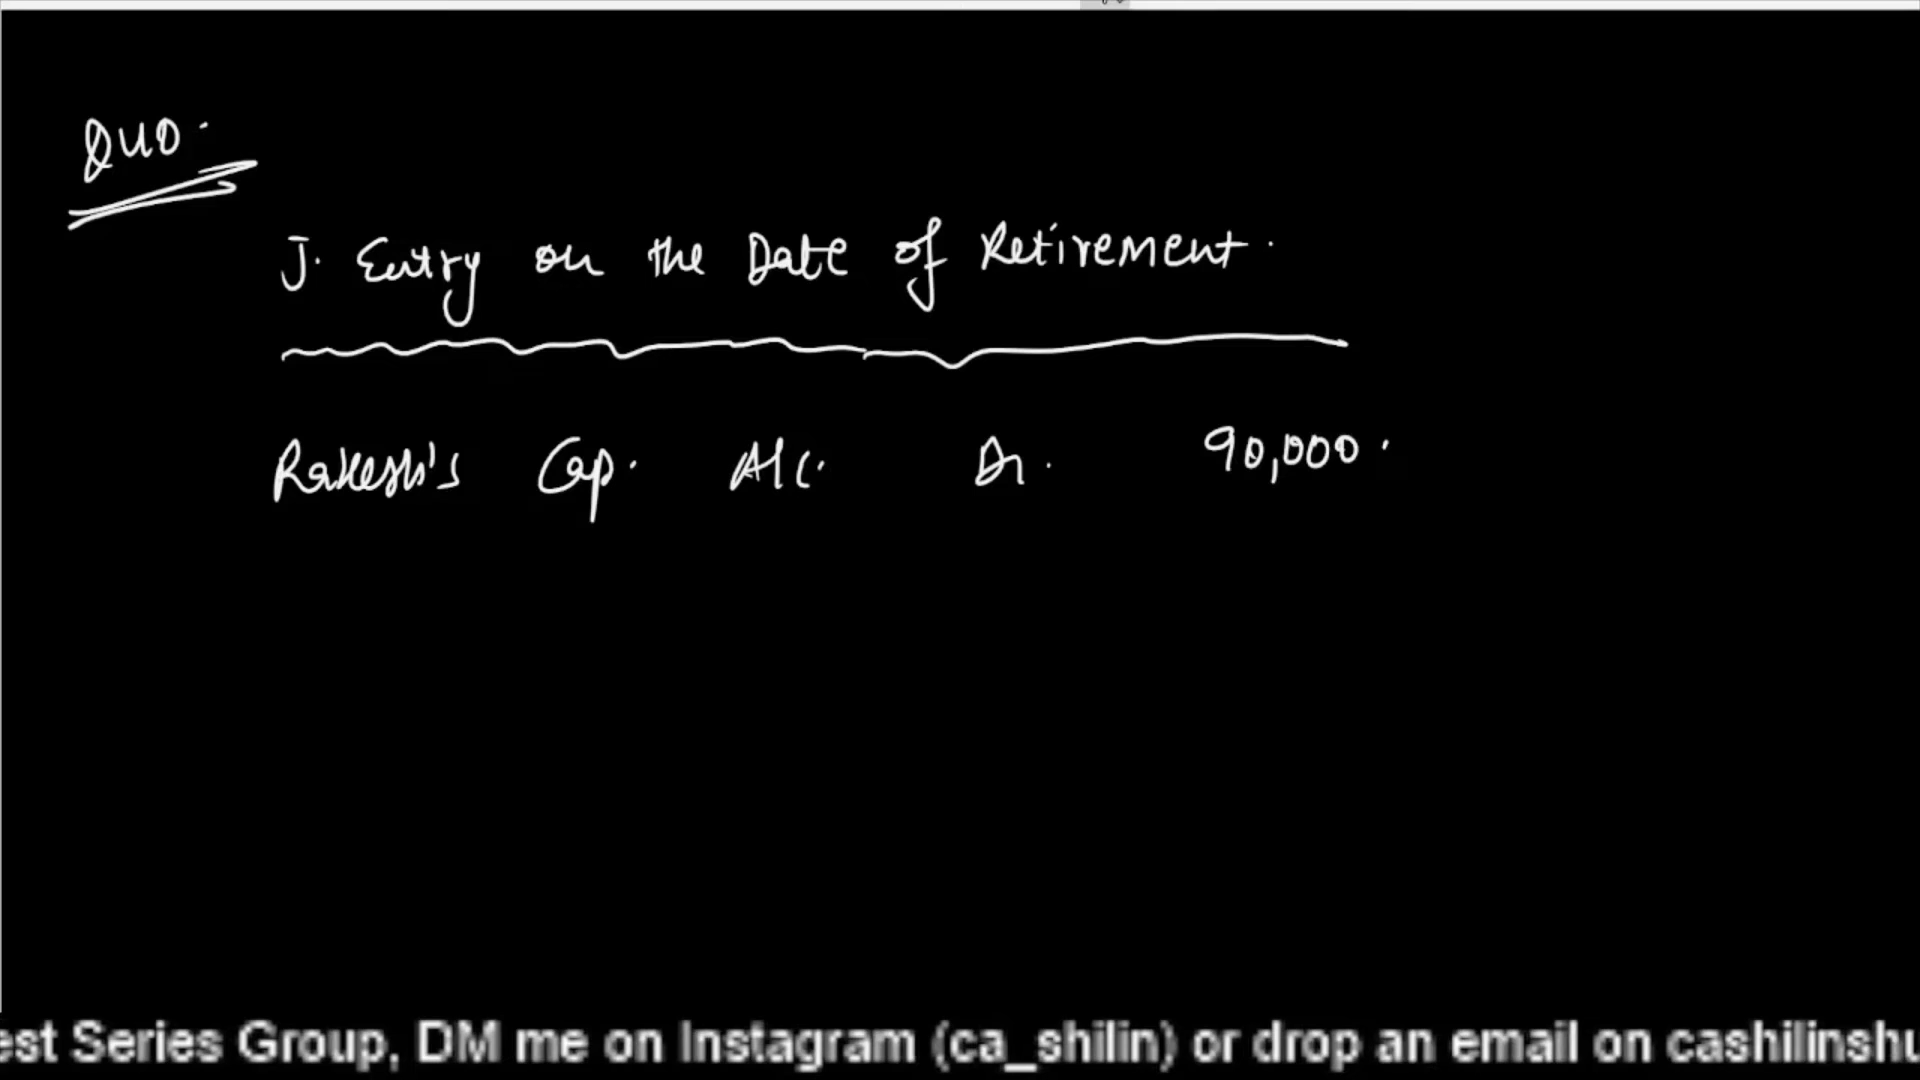 QUO.
J. Entry on the Date of Retirement.
Rakesh's Cap. A/c. Dr. 90,000.
est Series Group, DM me on Instagram (ca_shilin) or drop an email on cashilinshu